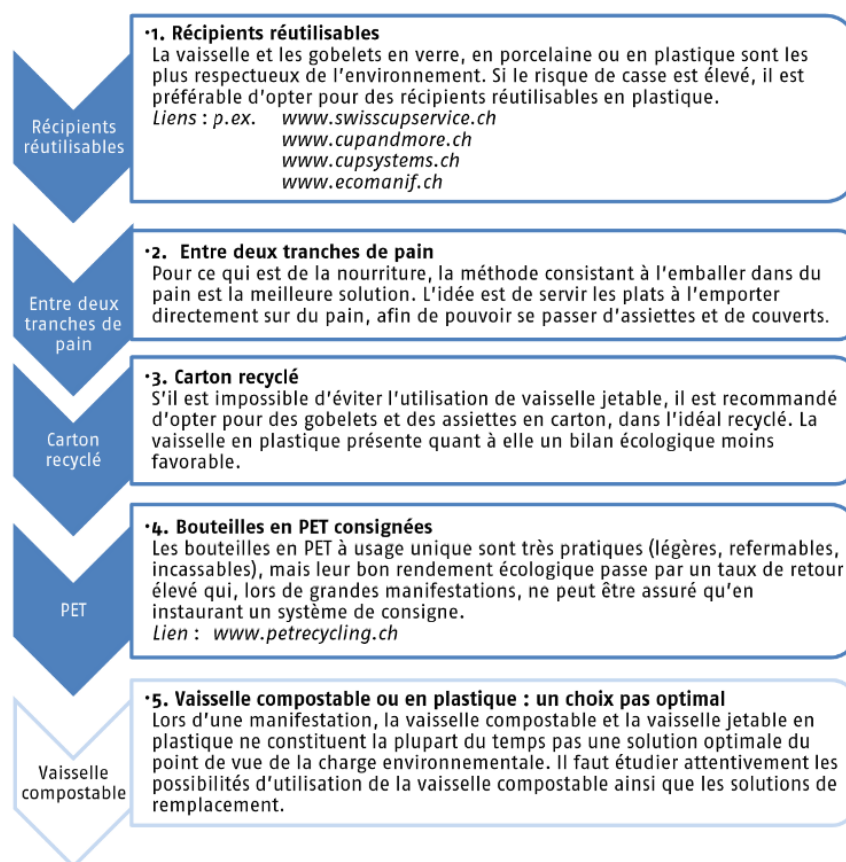 Récipients
réutilisables
·1. Récipients réutilisables
La vaisselle et les gobelets en verre, en porcelaine ou en plastique sont les
plus respectueux de l'environnement. Si le risque de casse est élevé, il est
préférable d'opter pour des récipients réutilisables en plastique.
Liens : p.ex. www.swisscupservice.ch
www.cupandmore.ch
www.cupsystems.ch
www.ecomanif.ch
Entre deux
tranches de
pain
·2. Entre deux tranches de pain
Pour ce qui est de la nourriture, la méthode consistant à l'emballer dans du
pain est la meilleure solution. L'idée est de servir les plats à l'emporter
directement sur du pain, afin de pouvoir se passer d'assiettes et de couverts.
Carton
recyclé
·3. Carton recyclé
S'il est impossible d'éviter l'utilisation de vaisselle jetable, il est recommandé
d'opter pour des gobelets et des assiettes en carton, dans l'idéal recyclé. La
vaisselle en plastique présente quant à elle un bilan écologique moins
favorable.
PET
·4. Bouteilles en PET consignées
Les bouteilles en PET à usage unique sont très pratiques (légères, refermables,
incassables), mais leur bon rendement écologique passe par un taux de retour
élevé qui, lors de grandes manifestations, ne peut être assuré qu'en
instaurant un système de consigne.
Lien : www.petrecycling.ch
Vaisselle
compostable
·5. Vaisselle compostable ou en plastique : un choix pas optimal
Lors d'une manifestation, la vaisselle compostable et la vaisselle jetable en
plastique ne constituent la plupart du temps pas une solution optimale du
point de vue de la charge environnementale. Il faut étudier attentivement les
possibilités d'utilisation de la vaisselle compostable ainsi que les solutions de
remplacement.